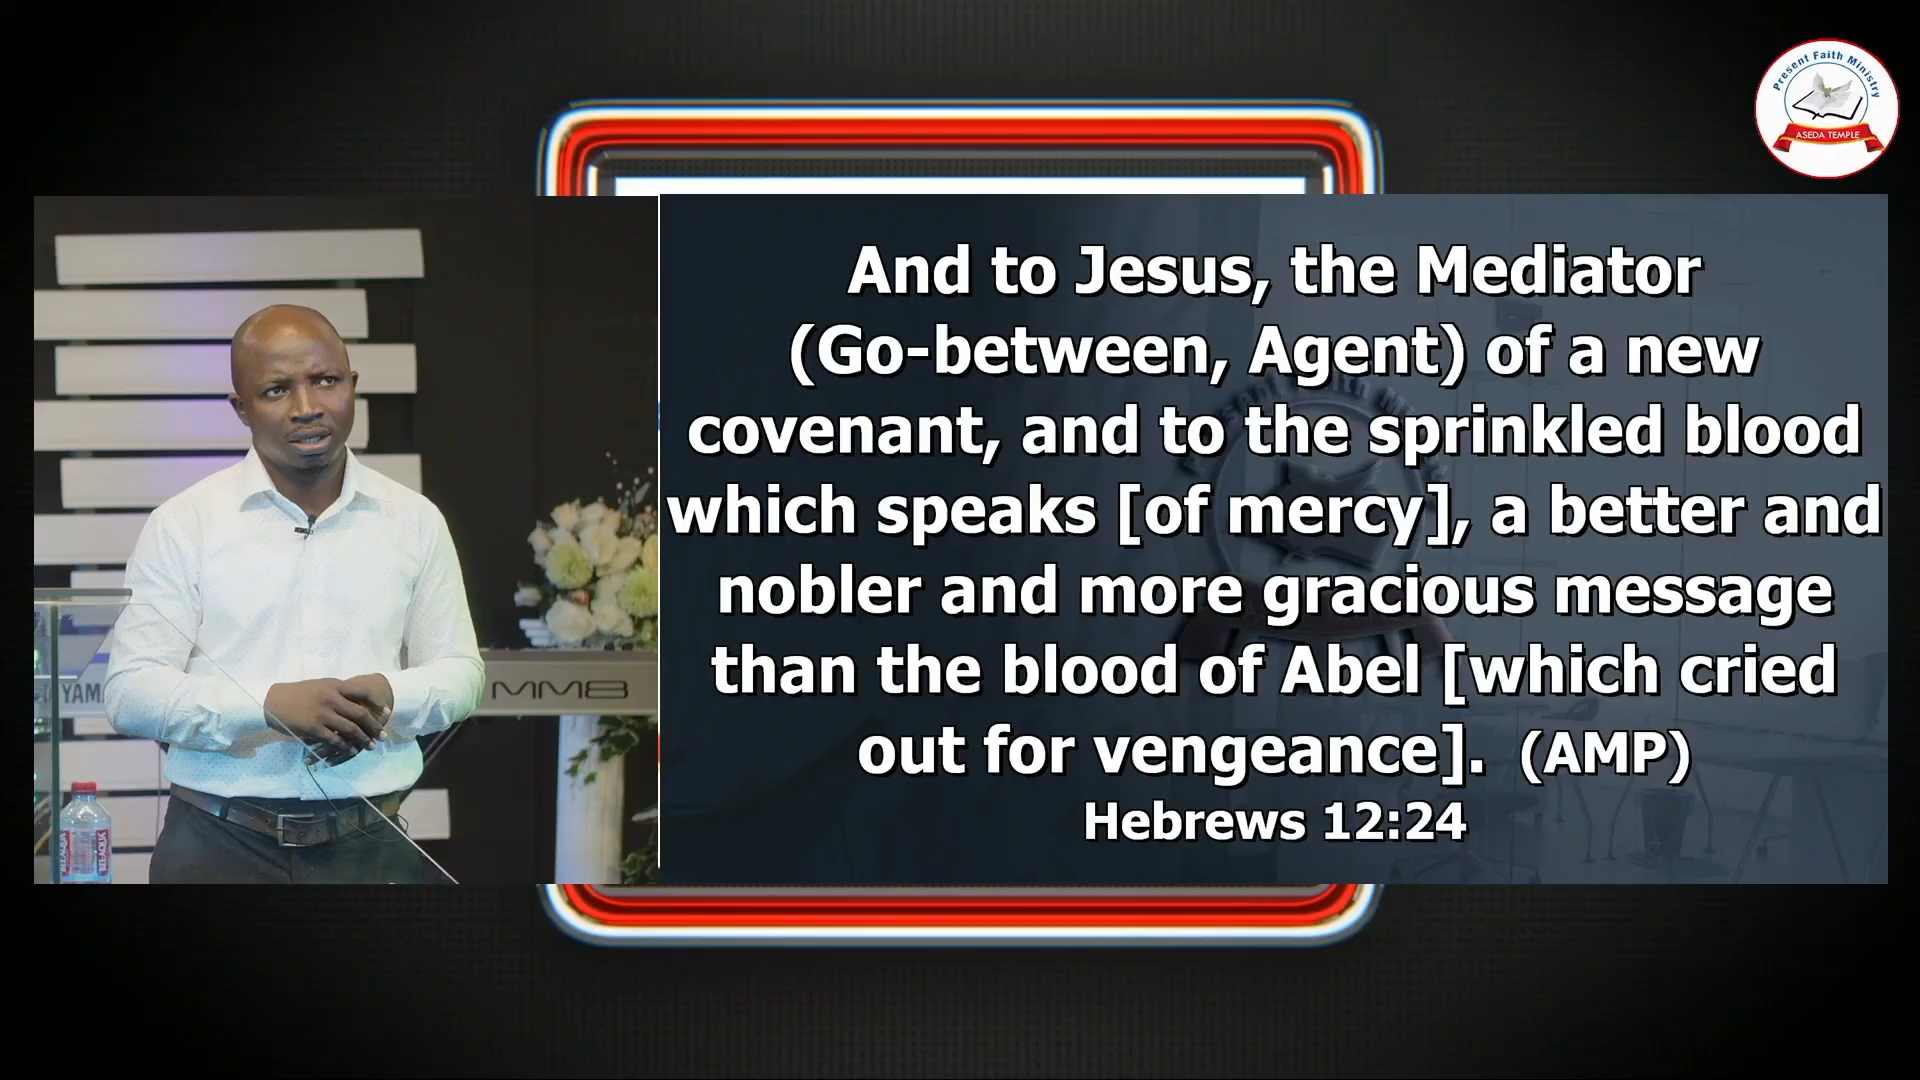 Present Faith Ministry
ASEDA TEMPLE
And to Jesus, the Mediator
(Go-between, Agent) of a new
covenant, and to the sprinkled blood
which speaks [of mercy], a better and
nobler and more gracious message
than the blood of Abel [which cried
out for vengeance]. (AMP)
Hebrews 12:24
YAM
MM8